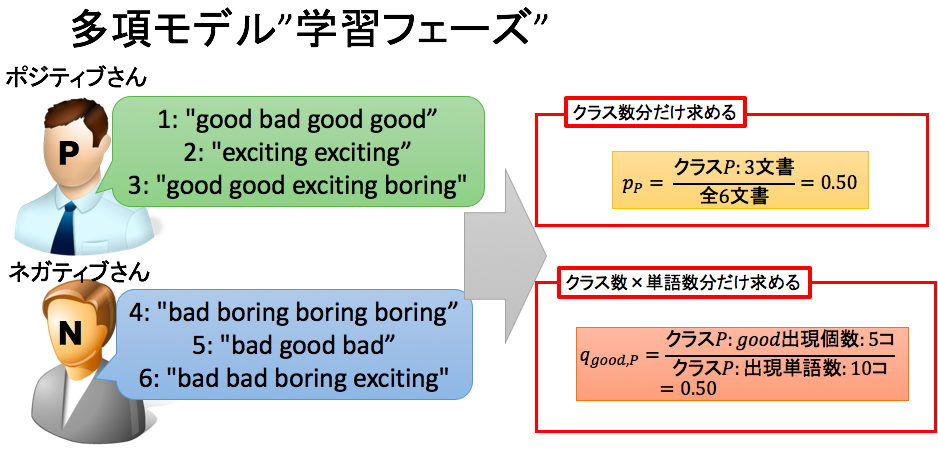 多項モデル”学習フェーズ”
ポジティブさん
P
1: "good bad good good”
2: "exciting exciting”
3: "good good exciting boring"
ネガティブさん
N
4: "bad boring boring boring”
5: "bad good bad”
6: "bad bad boring exciting"
クラス数分だけ求める
p_P = クラスP: 3文書 / 全6文書 = 0.50
クラス数×単語数分だけ求める
q_{good,P} = クラスP: good出現個数: 5コ / クラスP: 出現単語数: 10コ
= 0.50